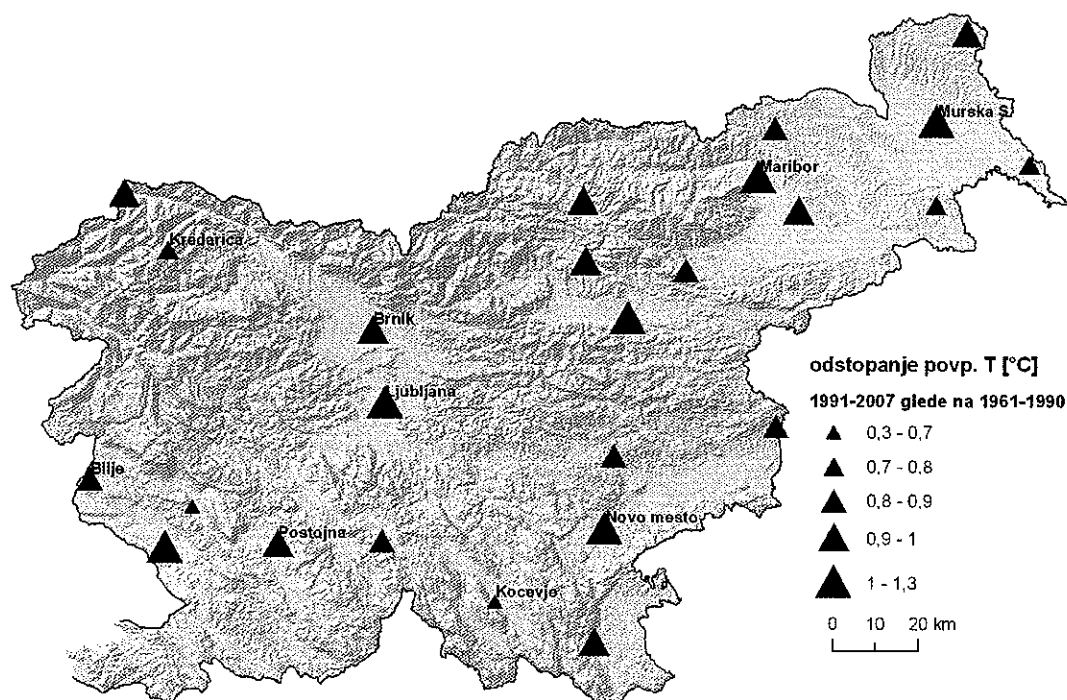 Murska S.
Maribor
Kredarica
Brnik
Ljubljana
Bilje
Postojna
Novo mesto
Kocevje
odstopanje povp. T [°C]
1991-2007 glede na 1961-1990
0,3 - 0,7
0,7 - 0,8
0,8 - 0,9
0,9 - 1
1 - 1,3
0 10 20 km